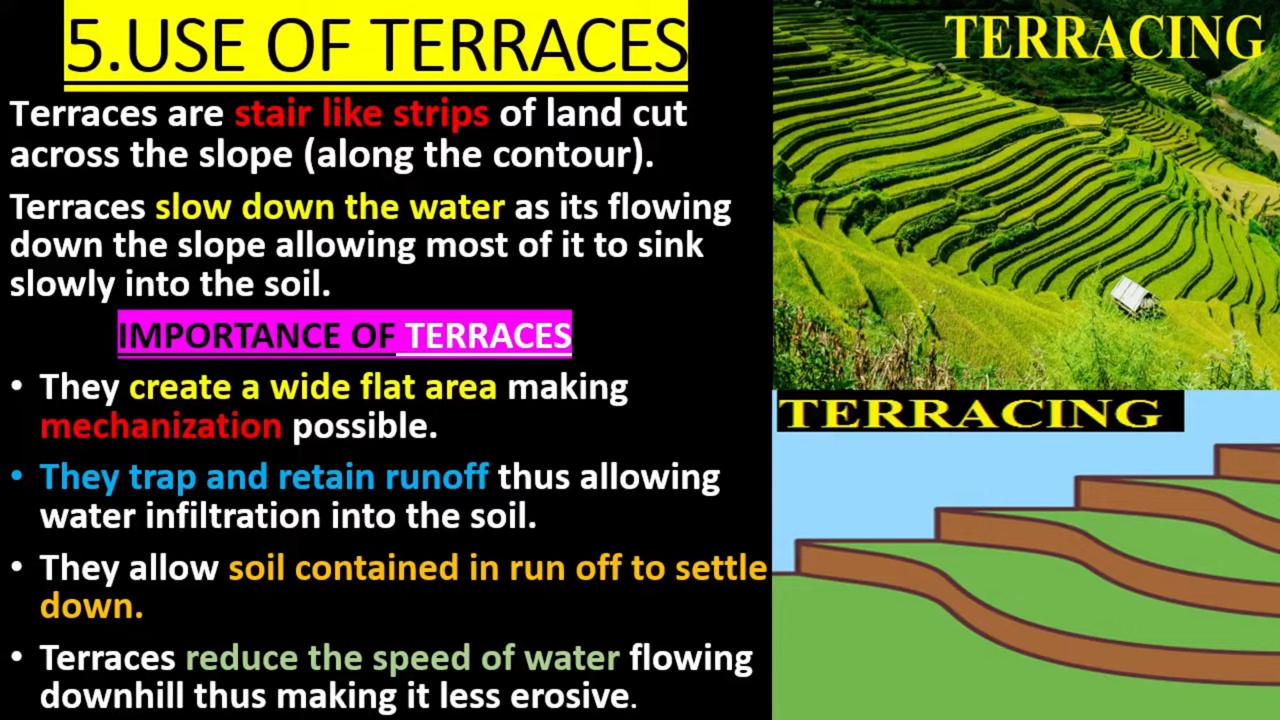 5.USE OF TERRACES
Terraces are stair like strips of land cut
across the slope (along the contour).
Terraces slow down the water as its flowing
down the slope allowing most of it to sink
slowly into the soil.
IMPORTANCE OF TERRACES
• They create a wide flat area making
mechanization possible.
• They trap and retain runoff thus allowing
water infiltration into the soil.
• They allow soil contained in run off to settle
down.
• Terraces reduce the speed of water flowing
downhill thus making it less erosive.
TERRACING
TERRACING